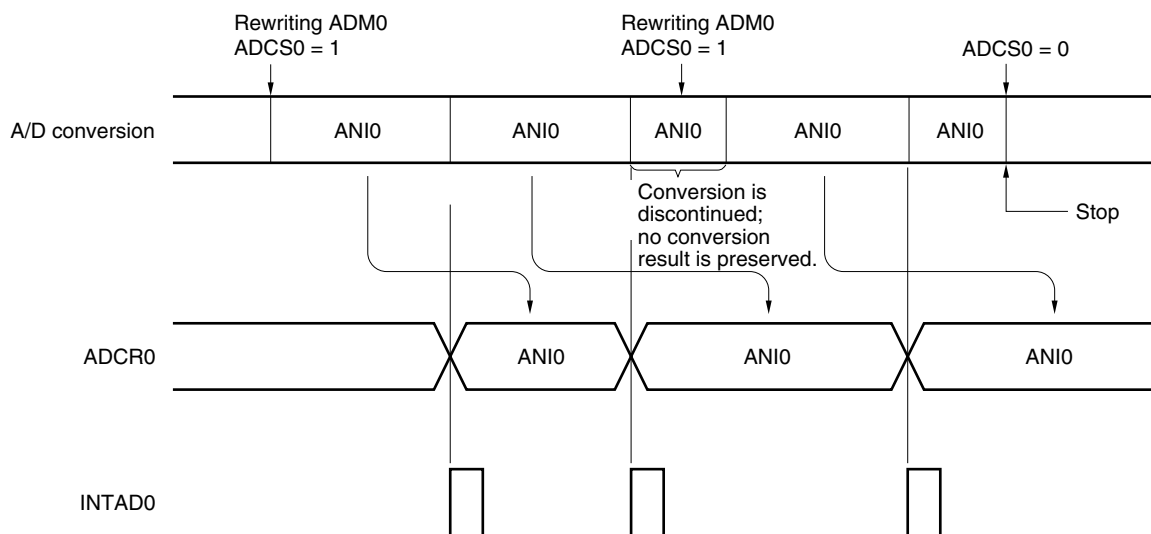 Rewriting ADM0
ADCS0 = 1
Rewriting ADM0
ADCS0 = 1
ADCS0 = 0
A/D conversion
ANI0
ANI0
ANI0
ANI0
ANI0
Conversion is
discontinued;
no conversion
result is preserved.
Stop
ADCR0
ANI0
ANI0
ANI0
INTAD0